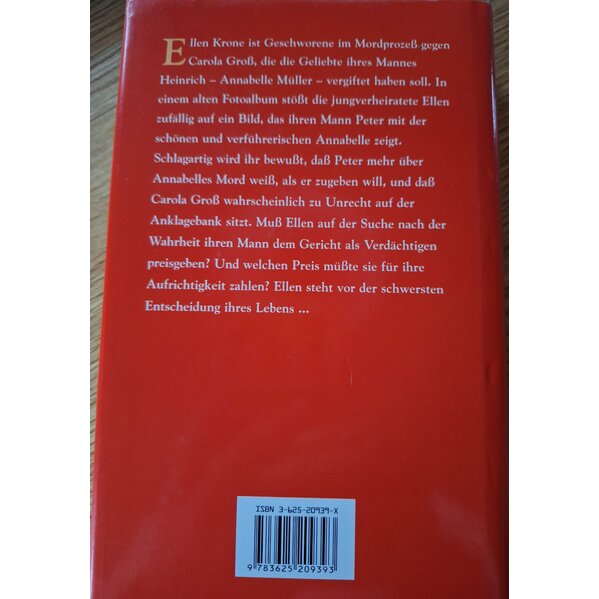 Ellen Krone ist Geschworene im Mordprozeß gegen
Carola Groß, die die Geliebte ihres Mannes
Heinrich – Annabelle Müller – vergiftet haben soll. In
einem alten Fotoalbum stößt die jungverheiratete Ellen
zufällig auf ein Bild, das ihren Mann Peter mit der
schönen und verführerischen Annabelle zeigt.
Schlagartig wird ihr bewußt, daß Peter mehr über
Annabelles Mord weiß, als er zugeben will, und daß
Carola Groß wahrscheinlich zu Unrecht auf der
Anklagebank sitzt. Muß Ellen auf der Suche nach der
Wahrheit ihren Mann dem Gericht als Verdächtigen
preisgeben? Und welchen Preis müßte sie für ihre
Aufrichtigkeit zahlen? Ellen steht vor der schwersten
Entscheidung ihres Lebens ...
ISBN 3-625-20939-X
9 783625 209393